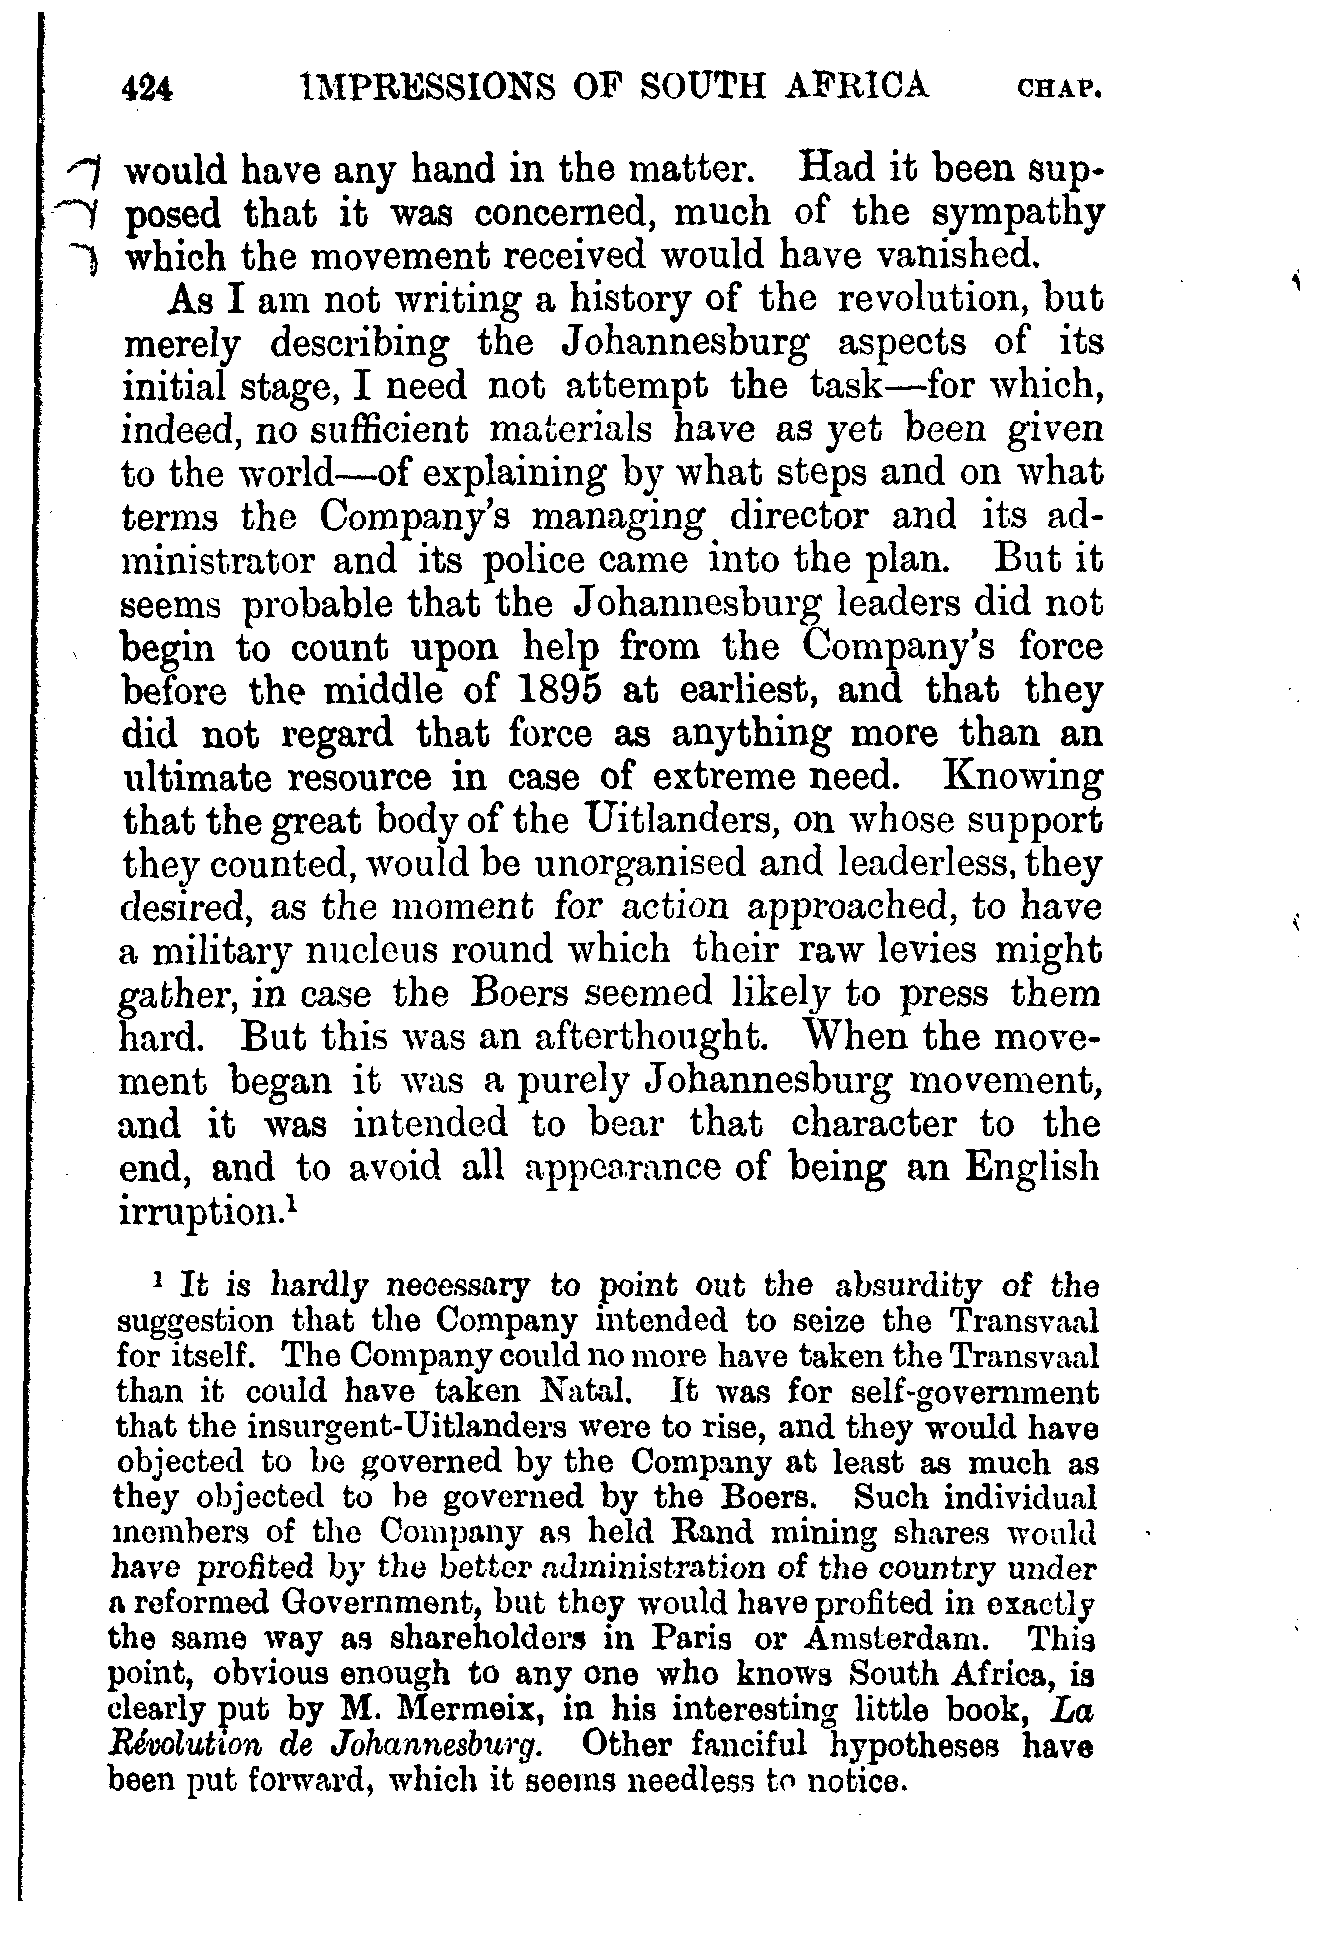 424 IMPRESSIONS OF SOUTH AFRICA CHAP.
would have any hand in the matter. Had it been sup-
posed that it was concerned, much of the sympathy
which the movement received would have vanished.
As I am not writing a history of the revolution, but
merely describing the Johannesburg aspects of its
initial stage, I need not attempt the task—for which,
indeed, no sufficient materials have as yet been given
to the world—of explaining by what steps and on what
terms the Company's managing director and its ad-
ministrator and its police came into the plan. But it
seems probable that the Johannesburg leaders did not
begin to count upon help from the Company's force
before the middle of 1895 at earliest, and that they
did not regard that force as anything more than an
ultimate resource in case of extreme need. Knowing
that the great body of the Uitlanders, on whose support
they counted, would be unorganised and leaderless, they
desired, as the moment for action approached, to have
a military nucleus round which their raw levies might
gather, in case the Boers seemed likely to press them
hard. But this was an afterthought. When the move-
ment began it was a purely Johannesburg movement,
and it was intended to bear that character to the
end, and to avoid all appearance of being an English
irruption.¹
¹ It is hardly necessary to point out the absurdity of the
suggestion that the Company intended to seize the Transvaal
for itself. The Company could no more have taken the Transvaal
than it could have taken Natal. It was for self-government
that the insurgent-Uitlanders were to rise, and they would have
objected to be governed by the Company at least as much as
they objected to be governed by the Boers. Such individual
members of the Company as held Rand mining shares would
have profited by the better administration of the country under
a reformed Government, but they would have profited in exactly
the same way as shareholders in Paris or Amsterdam. This
point, obvious enough to any one who knows South Africa, is
clearly put by M. Mermeix, in his interesting little book, La
Révolution de Johannesburg. Other fanciful hypotheses have
been put forward, which it seems needless to notice.